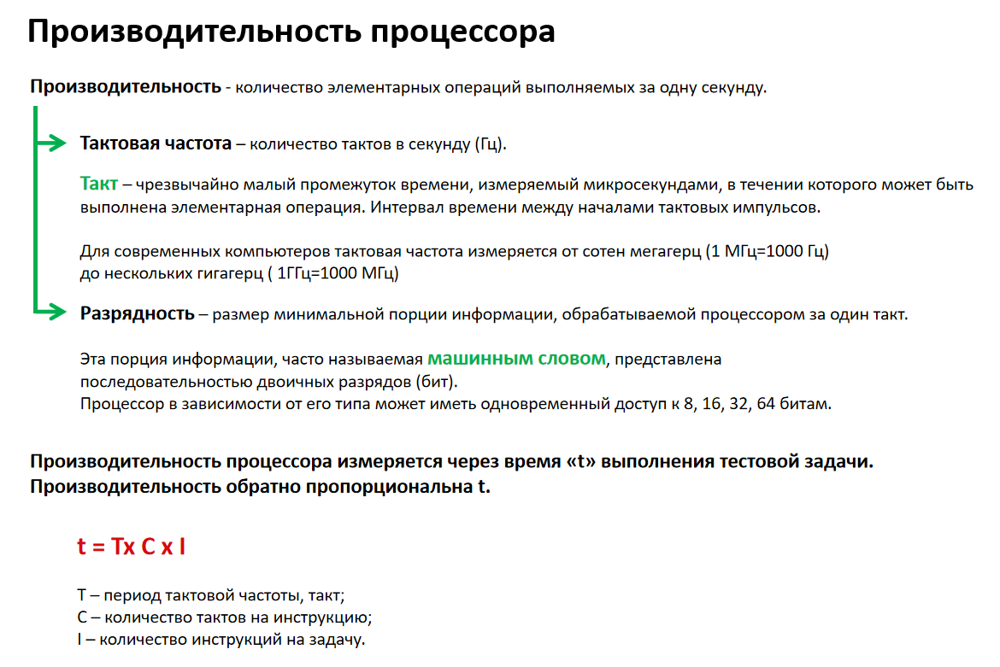 Производительность процессора
Производительность - количество элементарных операций выполняемых за одну секунду.
Тактовая частота – количество тактов в секунду (Гц).
Такт – чрезвычайно малый промежуток времени, измеряемый микросекундами, в течении которого может быть
выполнена элементарная операция. Интервал времени между началами тактовых импульсов.
Для современных компьютеров тактовая частота измеряется от сотен мегагерц (1 МГц=1000 Гц)
до нескольких гигагерц ( 1ГГц=1000 МГц)
Разрядность – размер минимальной порции информации, обрабатываемой процессором за один такт.
Эта порция информации, часто называемая машинным словом, представлена
последовательностью двоичных разрядов (бит).
Процессор в зависимости от его типа может иметь одновременный доступ к 8, 16, 32, 64 битам.
Производительность процессора измеряется через время «t» выполнения тестовой задачи.
Производительность обратно пропорциональна t.
t = Tx C x I
T – период тактовой частоты, такт;
C – количество тактов на инструкцию;
I – количество инструкций на задачу.